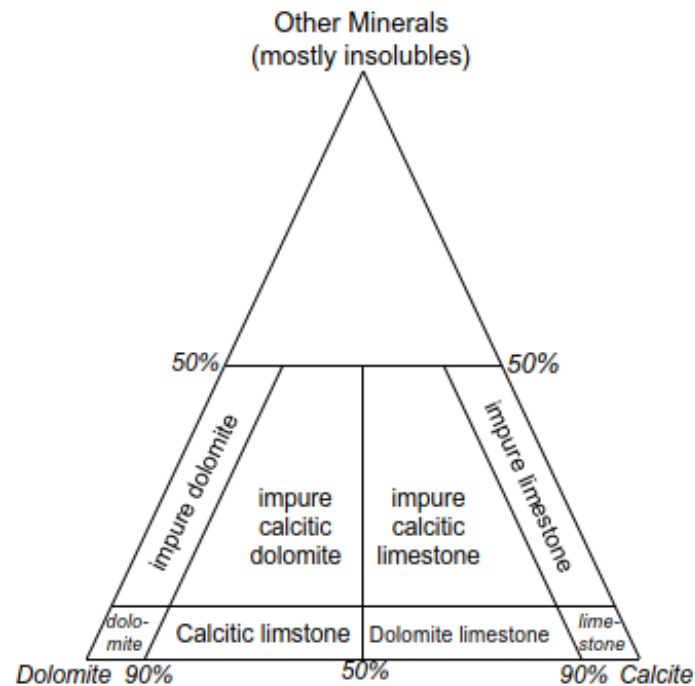 Other Minerals
(mostly insolubles)
50%
50%
impure dolomite
impure
calcitic
dolomite
impure
calcitic
limestone
impure limestone
dolo-
mite
Calcitic limstone
Dolomite limestone
lime-
stone
Dolomite 90%
50%
90% Calcite